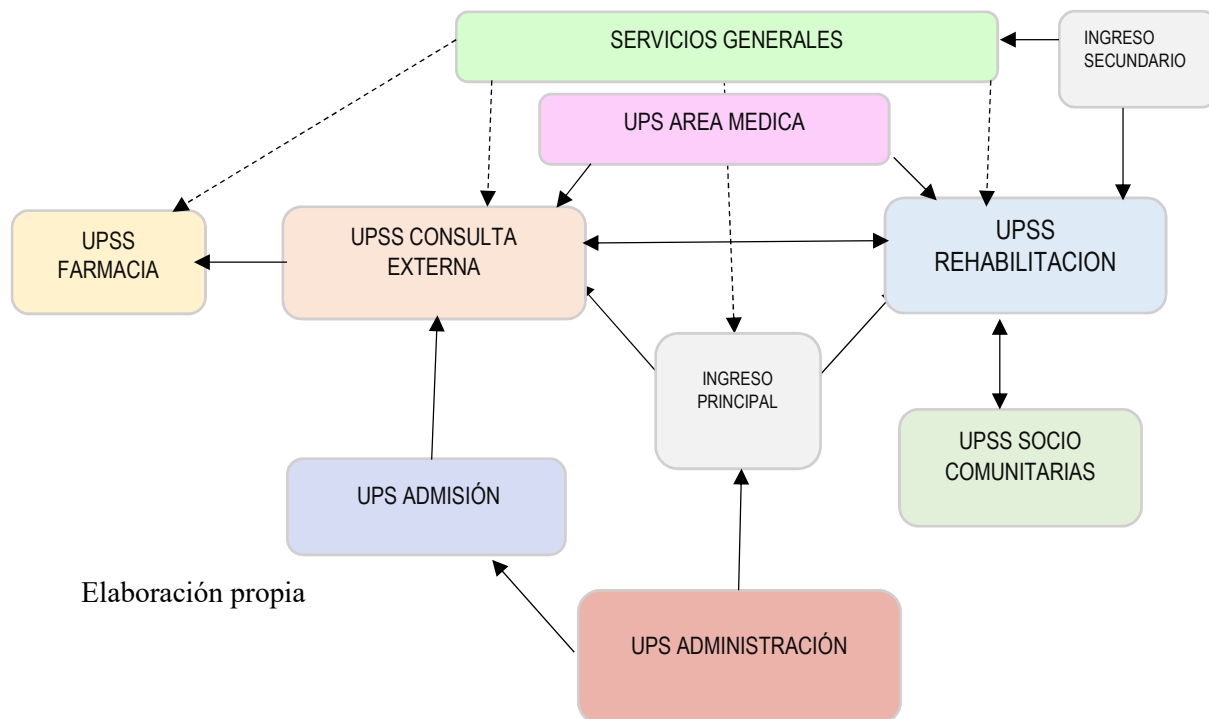 SERVICIOS GENERALES
INGRESO
SECUNDARIO
UPS AREA MEDICA
UPSS
FARMACIA
UPSS CONSULTA
EXTERNA
UPSS
REHABILITACION
INGRESO
PRINCIPAL
UPSS SOCIO
COMUNITARIAS
UPS ADMISIÓN
Elaboración propia
UPS ADMINISTRACIÓN